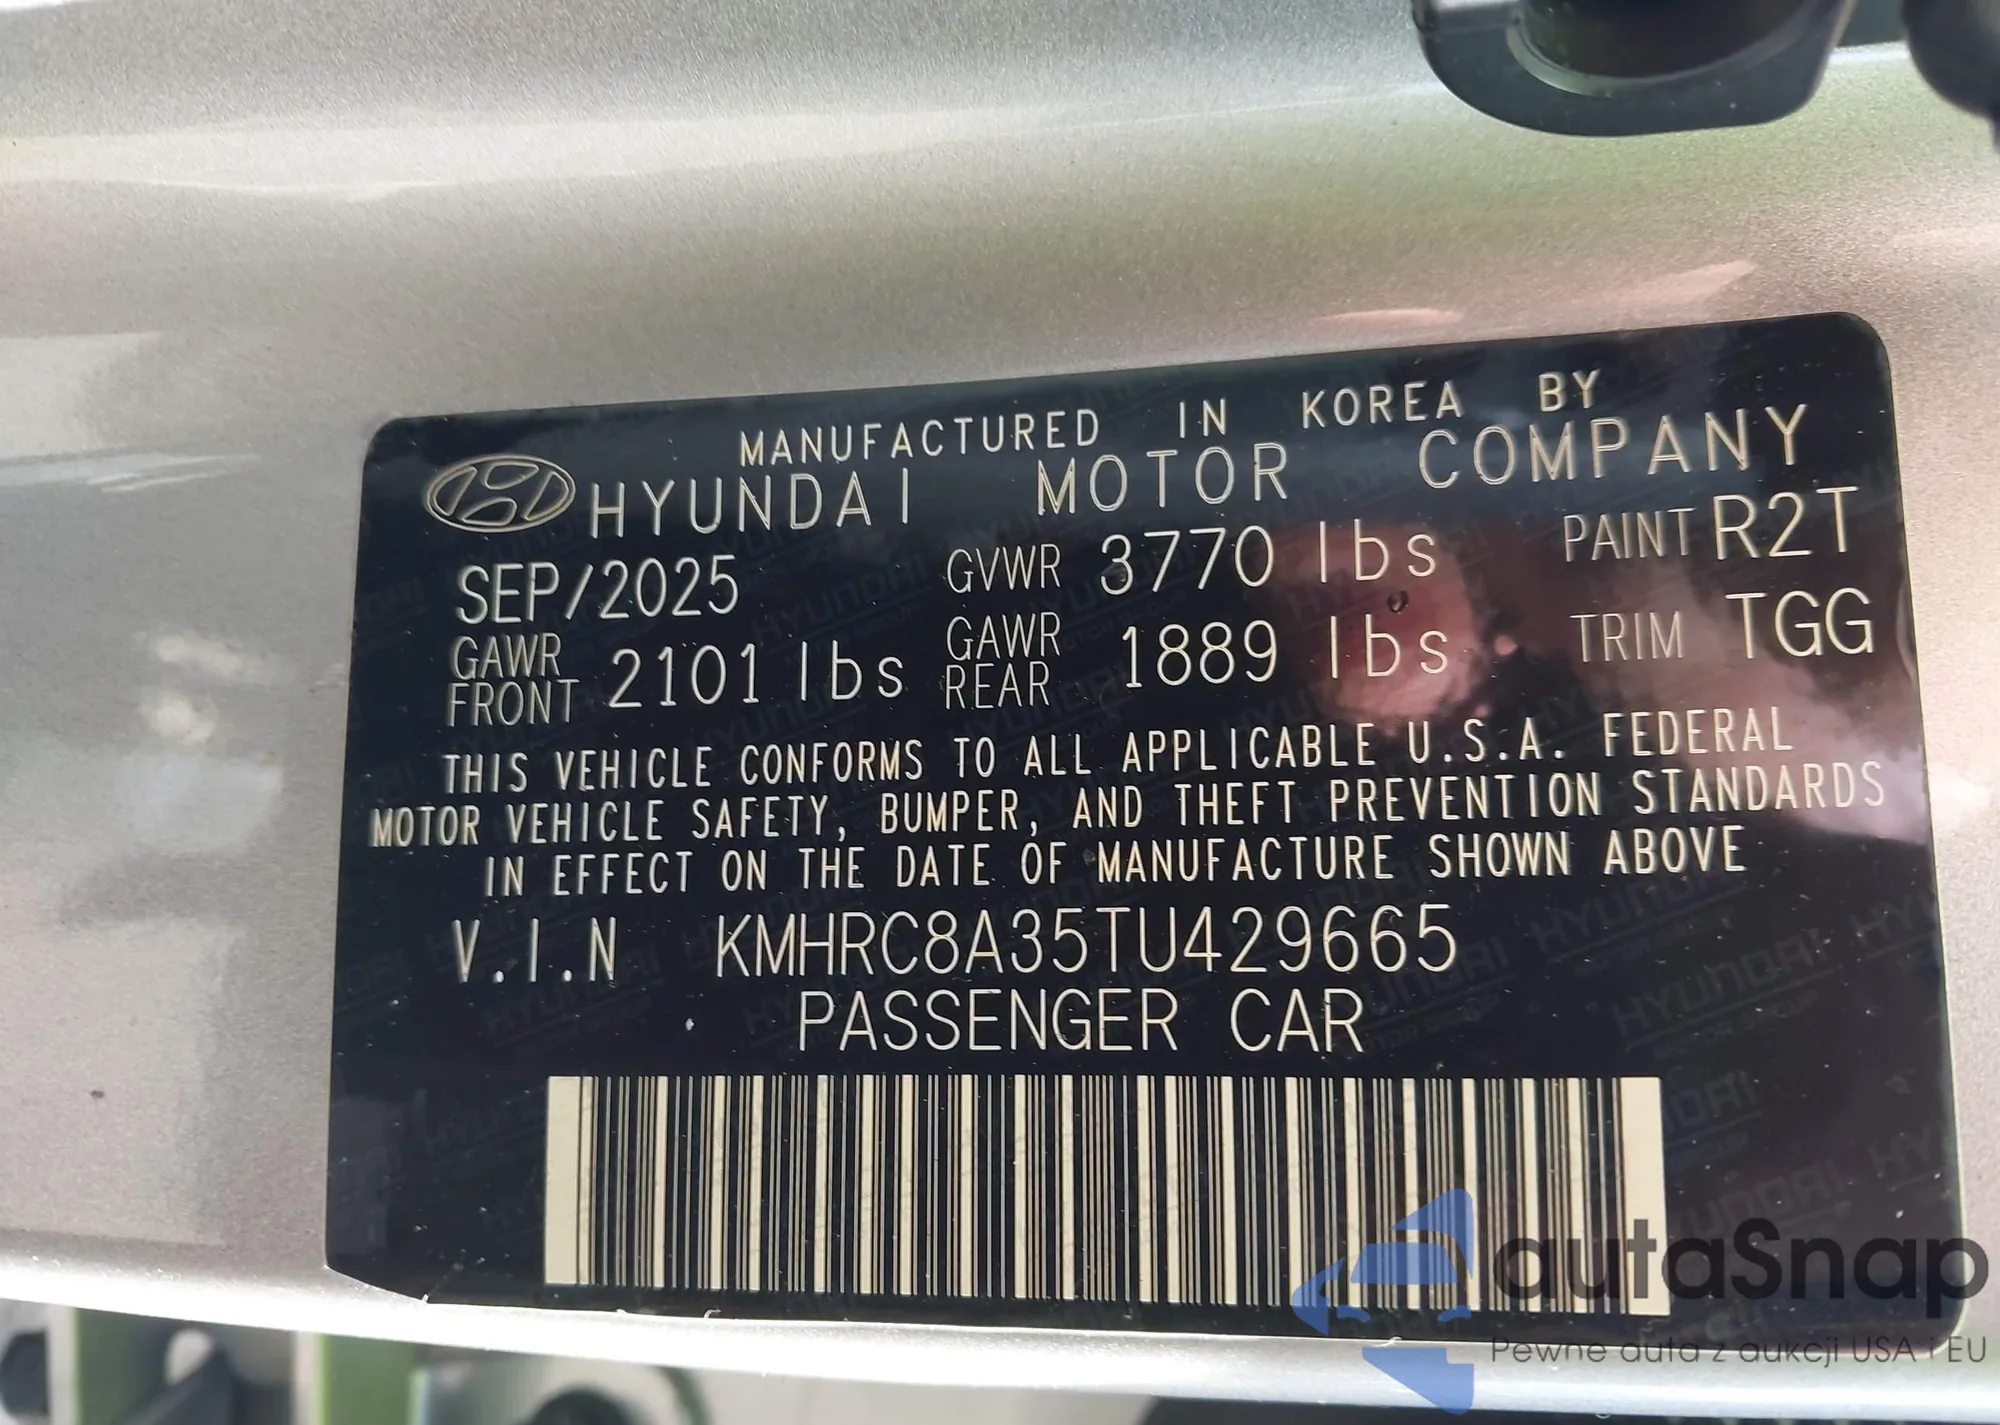 MANUFACTURED IN KOREA BY
HYUNDAI MOTOR COMPANY
SEP/2025 GVWR 3770 lbs PAINT R2T
GAWR FRONT 2101 lbs GAWR REAR 1889 lbs TRIM TGG
THIS VEHICLE CONFORMS TO ALL APPLICABLE U.S.A. FEDERAL
MOTOR VEHICLE SAFETY, BUMPER, AND THEFT PREVENTION STANDARDS
IN EFFECT ON THE DATE OF MANUFACTURE SHOWN ABOVE
V.I.N KMHRC8A35TU429665
PASSENGER CAR
autaSnap
Pewne auta z aukcji USA i EU